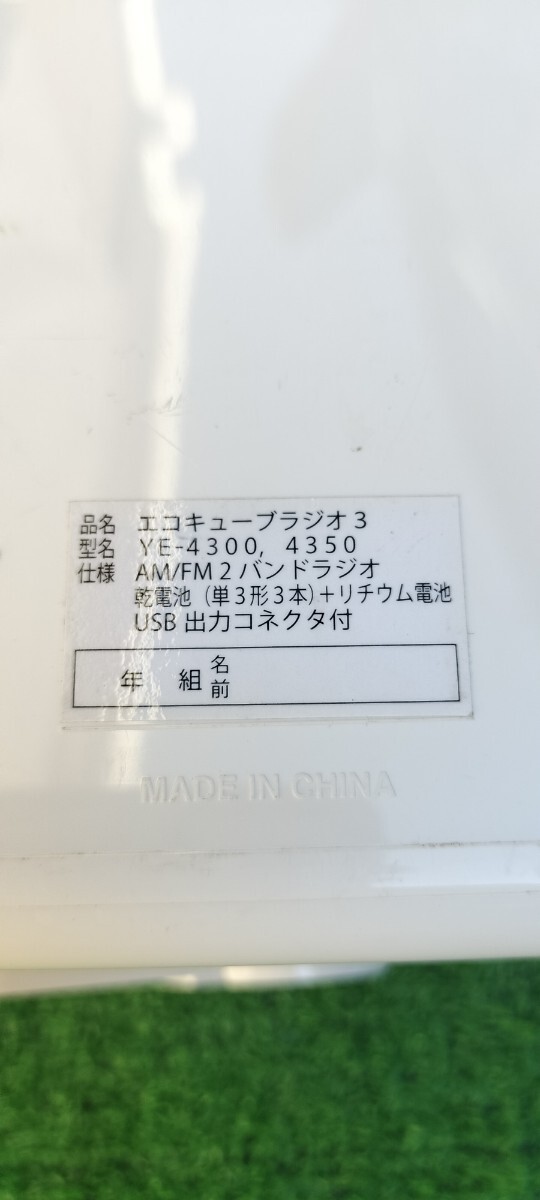 品名 エコキューブラジオ3
型名 YE-4300, 4350
仕様 AM/FM2バンドラジオ
乾電池 (単3形3本)+リチウム電池
USB出力コネクタ付
年 組 名前
MADE IN CHINA